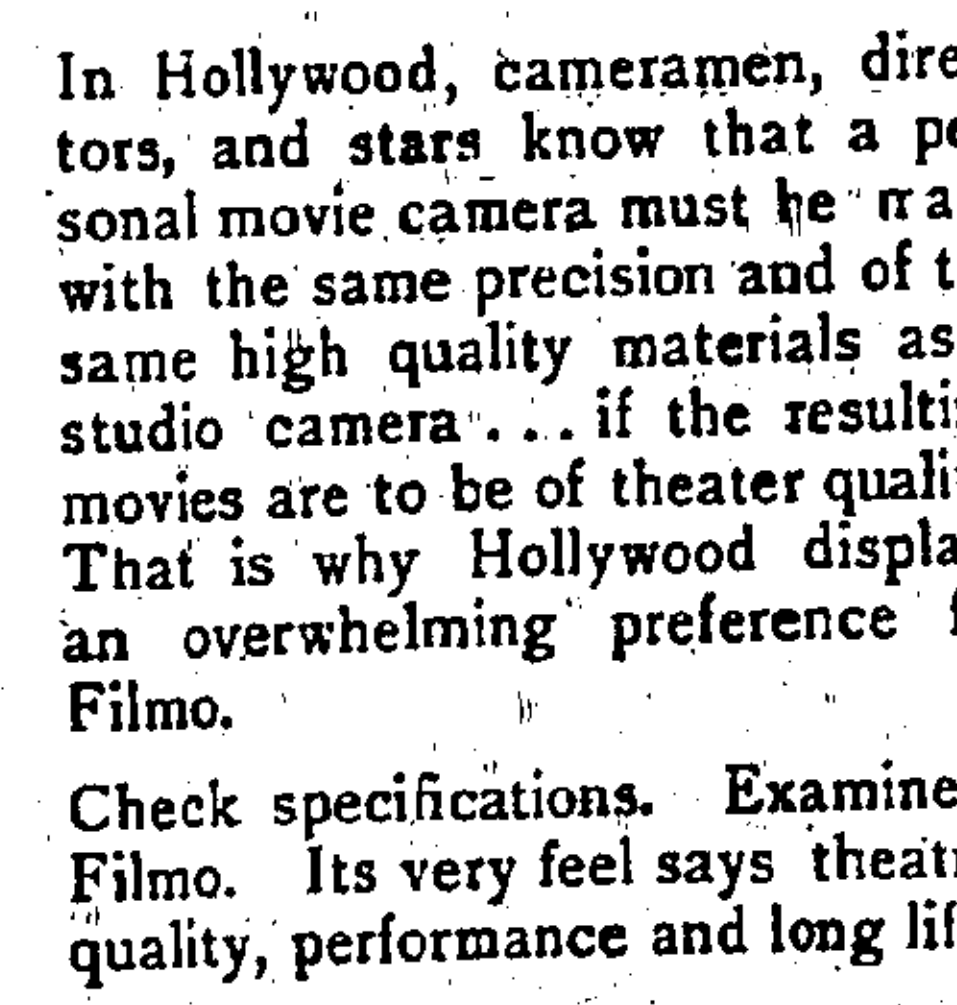 In Hollywood, cameramen, dire
tors, and stars know that a pe
sonal movie camera must be ma
with the same precision and of t
same high quality materials as
studio camera . . . if the resulti
movies are to be of theater quali
That is why Hollywood displa
an overwhelming preference f
Filmo.
Check specifications. Examine
Filmo. Its very feel says theat
quality, performance and long lif